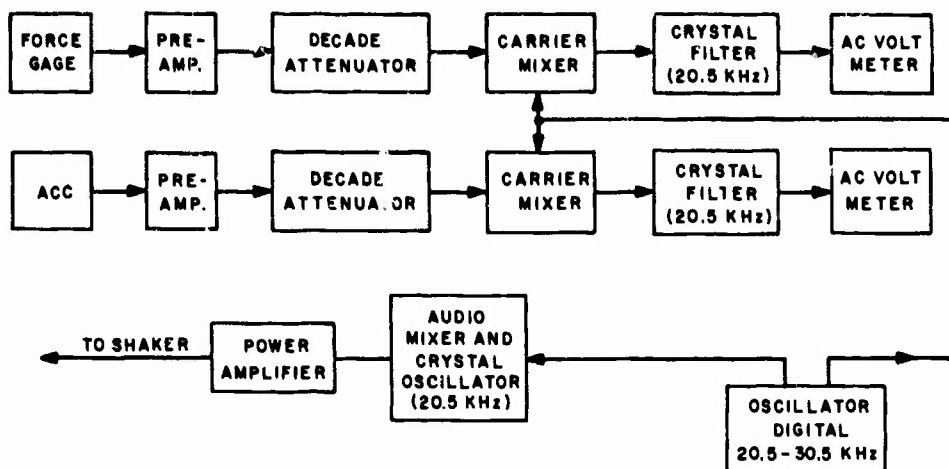 FORCE
GAGE
PRE-
AMP.
DECADE
ATTENUATOR
CARRIER
MIXER
CRYSTAL
FILTER
(20.5 KHz)
AC VOLT
METER
ACC
PRE-
AMP.
DECADE
ATTENUATOR
CARRIER
MIXER
CRYSTAL
FILTER
(20.5 KHz)
AC VOLT
METER
TO SHAKER
POWER
AMPLIFIER
AUDIO
MIXER AND
CRYSTAL
OSCILLATOR
(20.5 KHz)
OSCILLATOR
DIGITAL
20.5-30.5 KHz